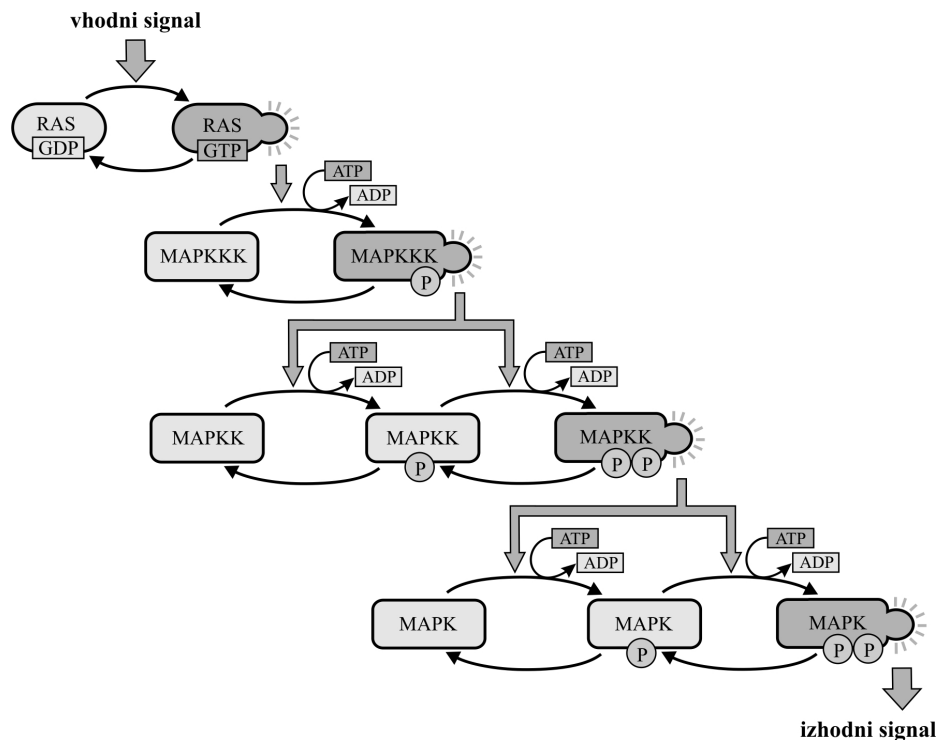 vhodni signal
RAS
GDP
RAS
GTP
ATP
ADP
MAPKKK
MAPKKK
P
ATP
ADP
ATP
ADP
MAPKK
MAPKK
P
MAPKK
P P
ATP
ADP
ATP
ADP
MAPK
MAPK
P
MAPK
P P
izhodni signal